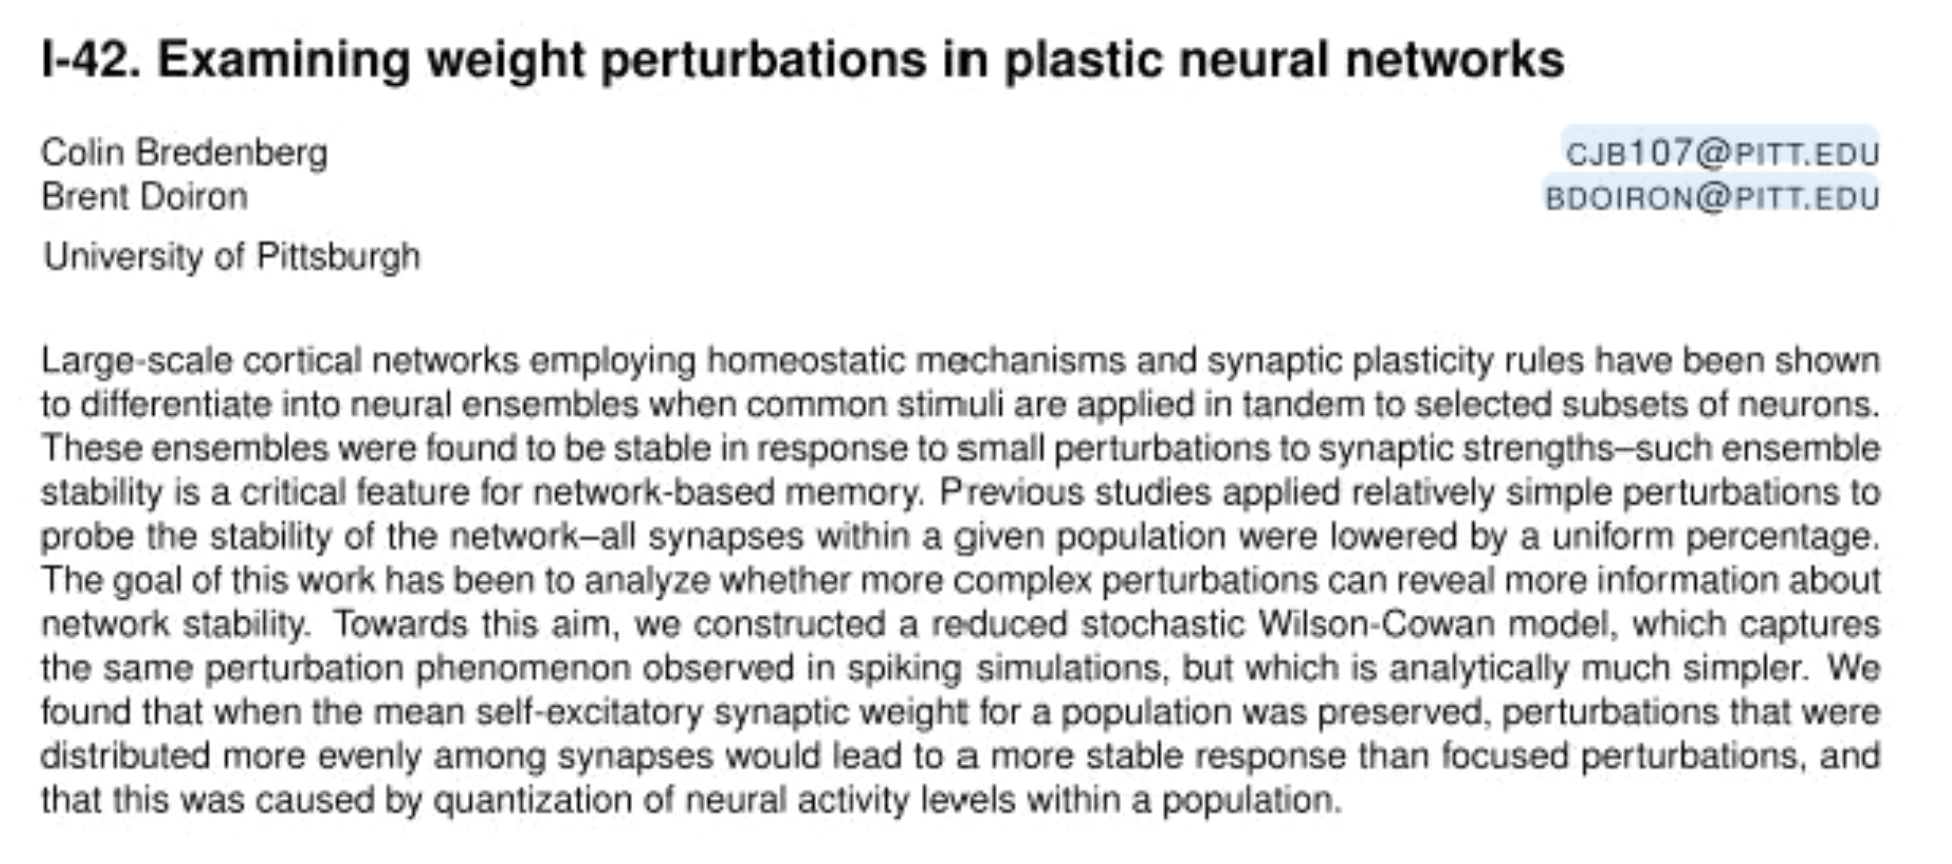 I-42. Examining weight perturbations in plastic neural networks
Colin Bredenberg CJB107@PITT.EDU
Brent Doiron BDOIRON@PITT.EDU
University of Pittsburgh
Large-scale cortical networks employing homeostatic mechanisms and synaptic plasticity rules have been shown
to differentiate into neural ensembles when common stimuli are applied in tandem to selected subsets of neurons.
These ensembles were found to be stable in response to small perturbations to synaptic strengths–such ensemble
stability is a critical feature for network-based memory. Previous studies applied relatively simple perturbations to
probe the stability of the network–all synapses within a given population were lowered by a uniform percentage.
The goal of this work has been to analyze whether more complex perturbations can reveal more information about
network stability. Towards this aim, we constructed a reduced stochastic Wilson-Cowan model, which captures
the same perturbation phenomenon observed in spiking simulations, but which is analytically much simpler. We
found that when the mean self-excitatory synaptic weight for a population was preserved, perturbations that were
distributed more evenly among synapses would lead to a more stable response than focused perturbations, and
that this was caused by quantization of neural activity levels within a population.